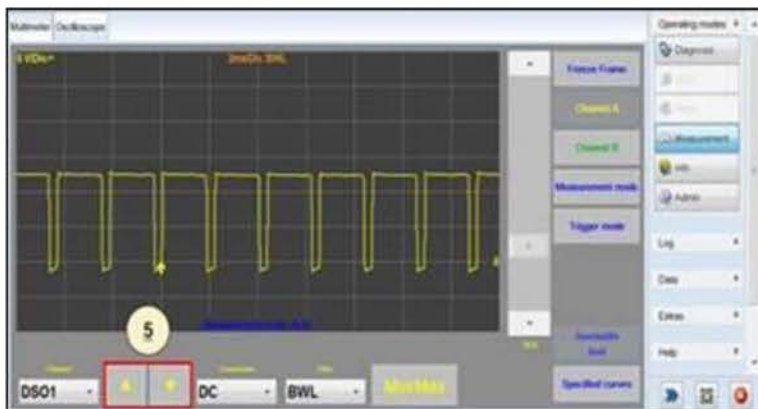 Multimeter Oscilloscope
Operating modes
Diagnosis
Measurement
Info
Admin
Log
Data
Extras
Help
Freeze Frame
Channel A
Channel B
Measurement mode
Trigger mode
Specified curves
5
DSO1
DC
BWL
Min/Max